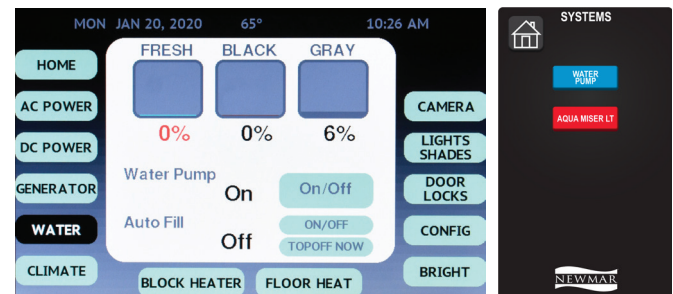 MON JAN 20, 2020 65° 10:26 AM
HOME
AC POWER
DC POWER
GENERATOR
WATER
CLIMATE
FRESH BLACK GRAY
0% 0% 6%
Water Pump
On
On/Off
Auto Fill
Off
ON/OFF
TOPOFF NOW
BLOCK HEATER
FLOOR HEAT
CAMERA
LIGHTS
SHADES
DOOR
LOCKS
CONFIG
BRIGHT
SYSTEMS
WATER
PUMP
AQUA MISER LT
NEWMAR